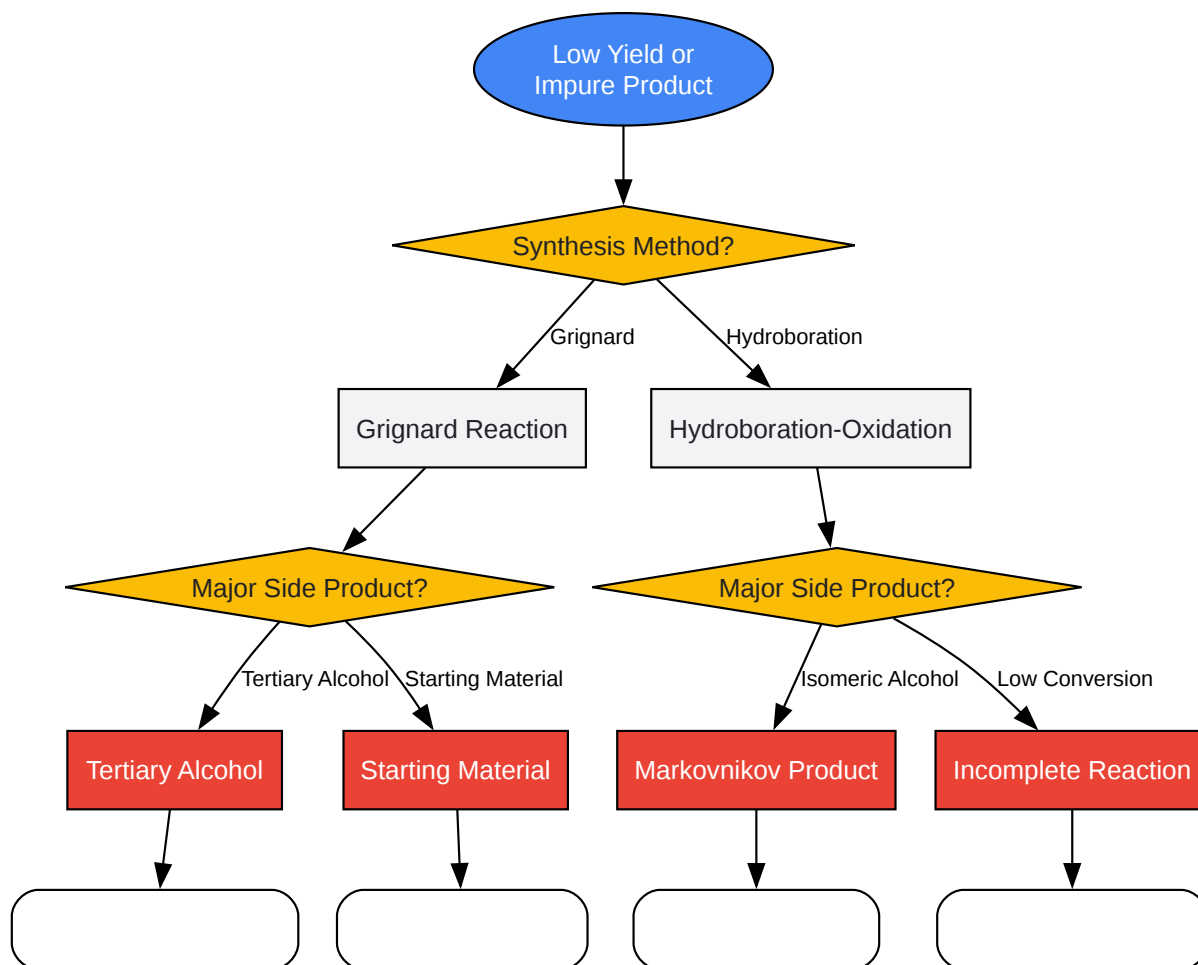 Low Yield or
Impure Product
Synthesis Method?
Grignard
Hydroboration
Grignard Reaction
Hydroboration-Oxidation
Major Side Product?
Major Side Product?
Tertiary Alcohol
Starting Material
Isomeric Alcohol
Low Conversion
Tertiary Alcohol
Starting Material
Markovnikov Product
Incomplete Reaction